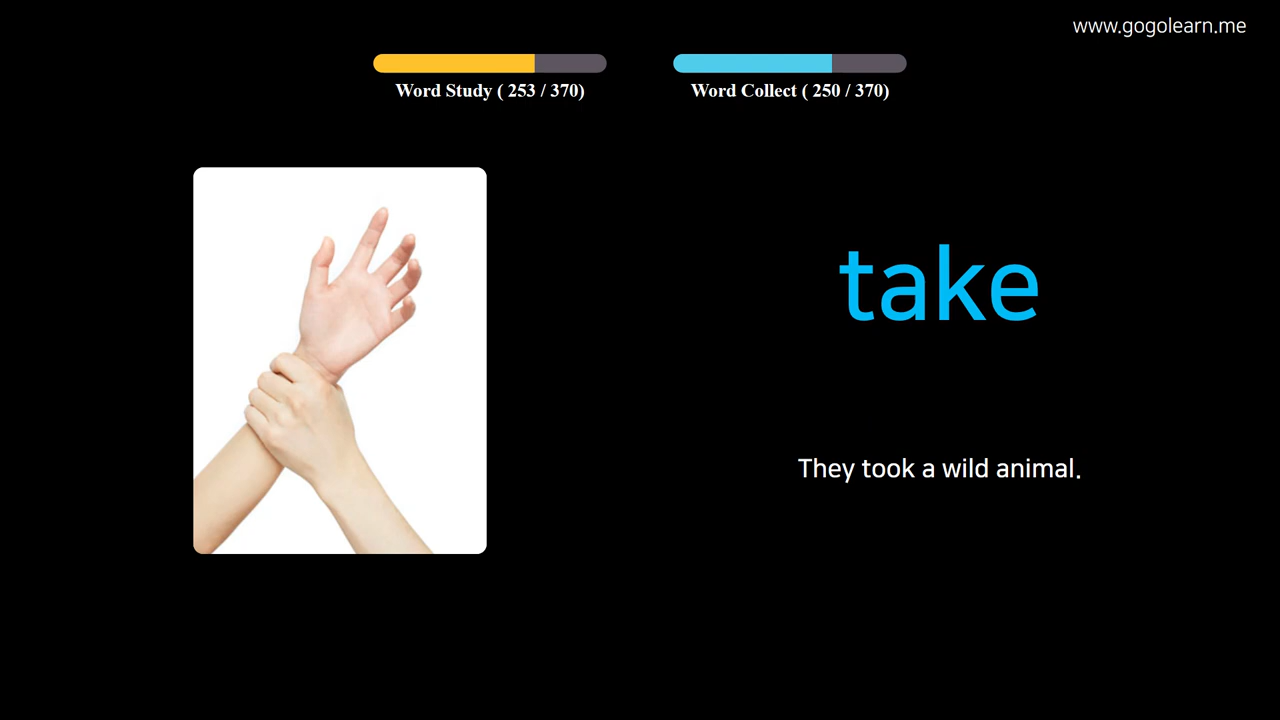 www.gogolearn.me
Word Study ( 253 / 370)
Word Collect ( 250 / 370)
take
They took a wild animal.